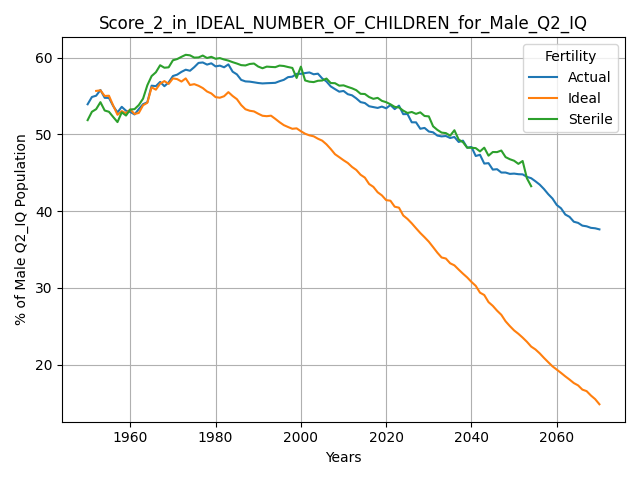 Score_2_in_IDEAL_NUMBER_OF_CHILDREN_for_Male_Q2_IQ
% of Male Q2_IQ Population
60
50
40
30
20
Fertility
Actual
Ideal
Sterile
1960
1980
2000
2020
2040
2060
Years